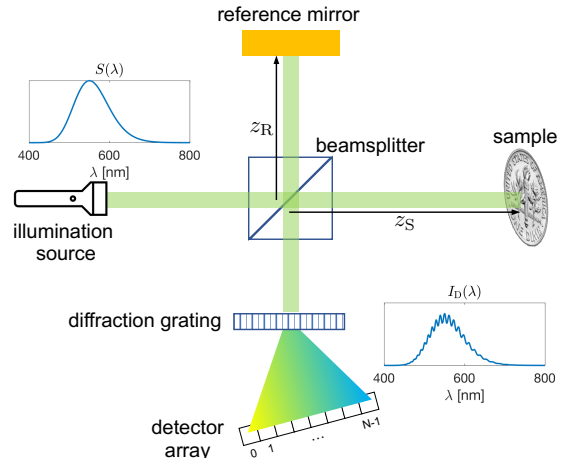 reference mirror
S(λ)
400 600 800
λ [nm]
z_R
beamsplitter
sample
z_S
illumination
source
diffraction grating
I_D(λ)
400 600 800
λ [nm]
detector
array
0 1 ... N-1